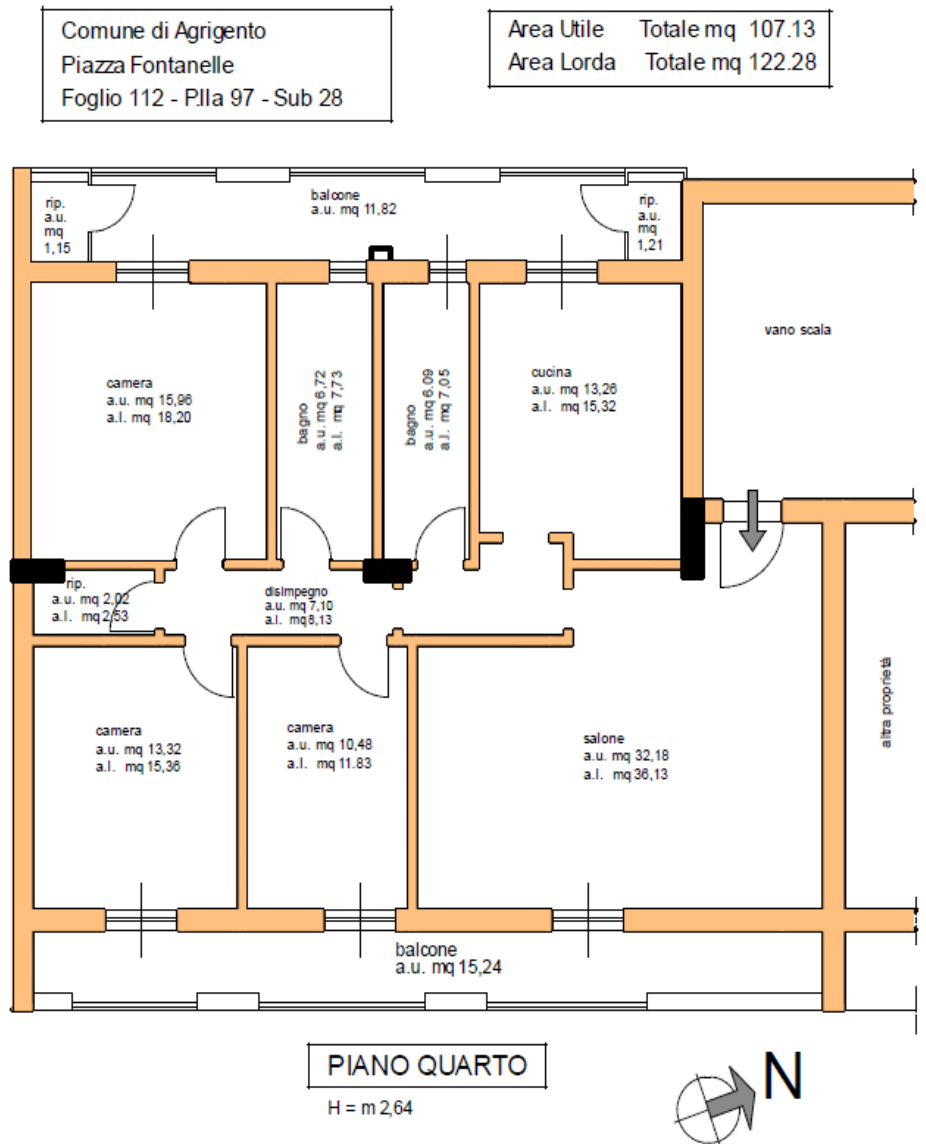 Comune di Agrigento
Piazza Fontanelle
Foglio 112 - P.lla 97 - Sub 28
Area Utile Totale mq 107.13
Area Lorda Totale mq 122.28
rip.
a.u.
mq
1,15
balcone
a.u. mq 11,82
rip.
a.u.
mq
1,21
vano scala
camera
a.u. mq 15,96
a.l. mq 18,20
bagno
a.u. mq 6,72
a.l. mq 7,73
bagno
a.u. mq 6.09
a.l. mq 7,05
cucina
a.u. mq 13,26
a.l. mq 15,32
rip.
a.u. mq 2,02
a.l. mq 2,53
disimpegno
a.u. mq 7,10
a.l. mq 8,13
camera
a.u. mq 13,32
a.l. mq 15,36
camera
a.u. mq 10,48
a.l. mq 11.83
salone
a.u. mq 32,18
a.l. mq 36,13
altra proprietà
balcone
a.u. mq 15,24
PIANO QUARTO
H = m 2,64
N